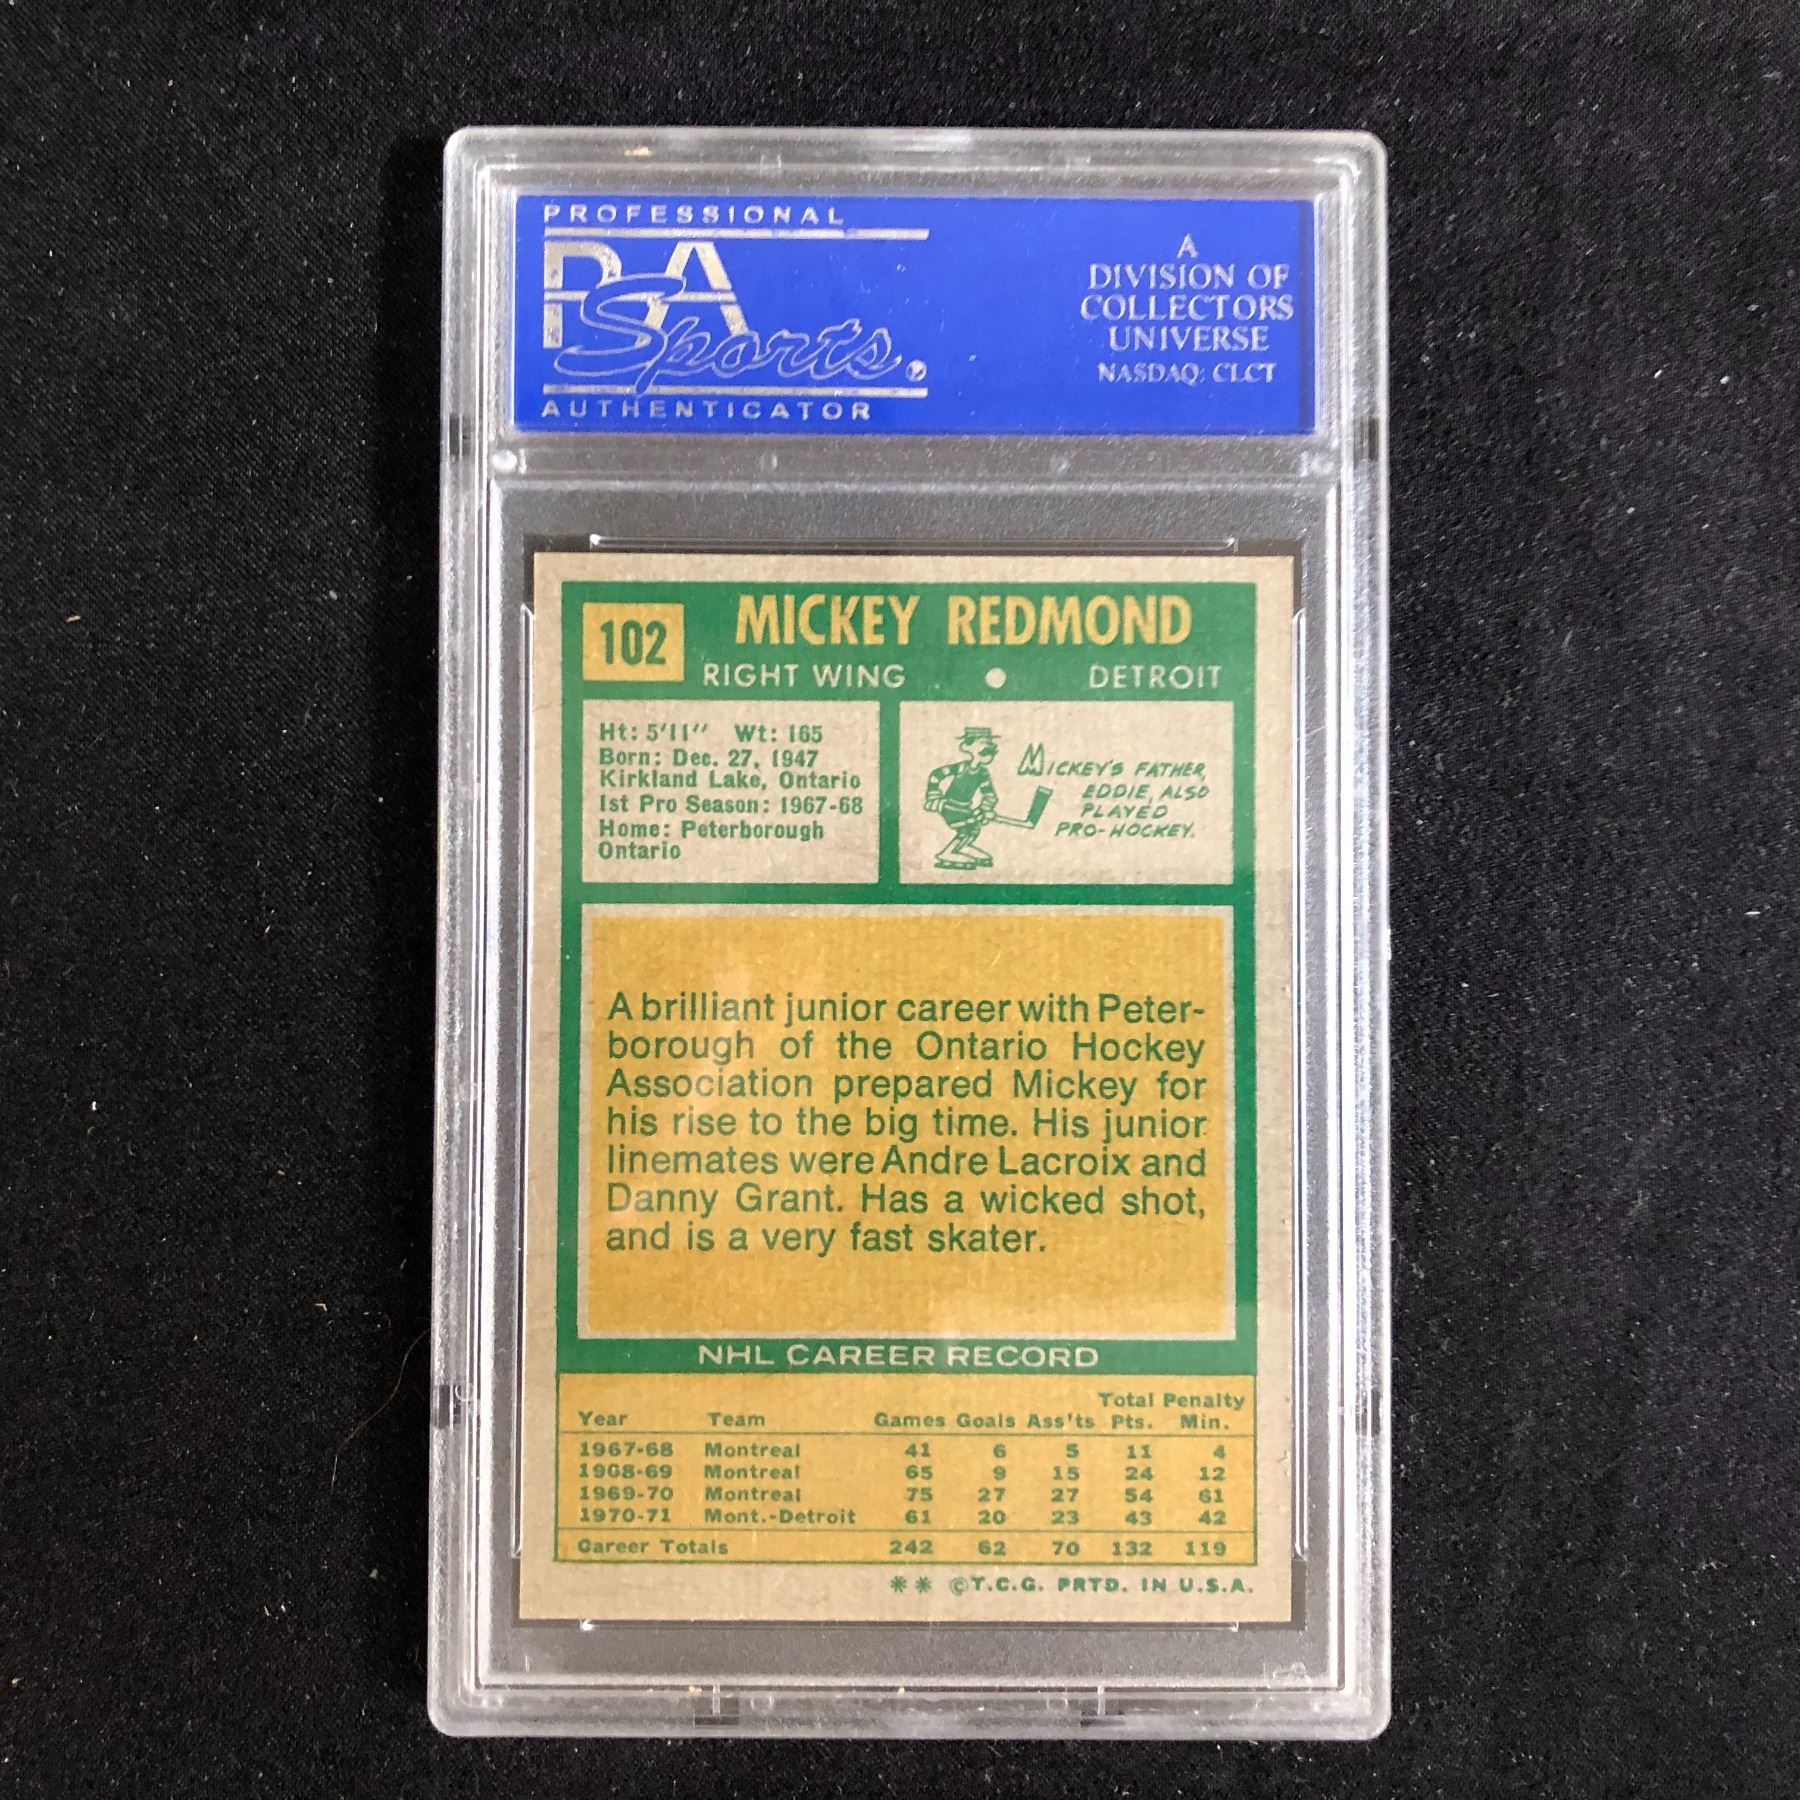 PROFESSIONAL
PSA
Sports
AUTHENTICATOR
A
DIVISION OF
COLLECTORS
UNIVERSE
NASDAQ: CLCT
102
MICKEY REDMOND
RIGHT WING • DETROIT
Ht: 5'11" Wt: 165
Born: Dec. 27, 1947
Kirkland Lake, Ontario
1st Pro Season: 1967-68
Home: Peterborough
Ontario
MICKEY'S FATHER,
EDDIE, ALSO
PLAYED
PRO-HOCKEY.
A brilliant junior career with Peter-
borough of the Ontario Hockey
Association prepared Mickey for
his rise to the big time. His junior
linemates were Andre Lacroix and
Danny Grant. Has a wicked shot,
and is a very fast skater.
NHL CAREER RECORD
Total Penalty
Year Team Games Goals Ass'ts Pts. Min.
1967-68 Montreal 41 6 5 11 4
1968-69 Montreal 65 9 15 24 12
1969-70 Montreal 75 27 27 54 61
1970-71 Mont.-Detroit 61 20 23 43 42
Career Totals 242 62 70 132 119
** ©T.C.G. PRTD. IN U.S.A.